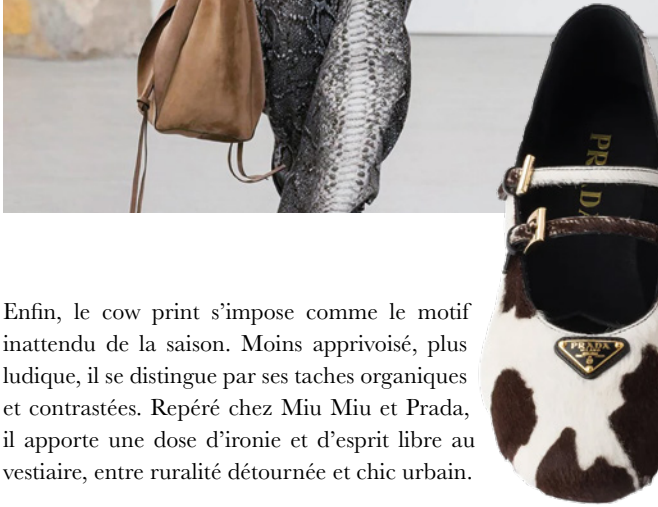 PRADA
PRADA
MILANO
Enfin, le cow print s’impose comme le motif
inattendu de la saison. Moins apprivoisé, plus
ludique, il se distingue par ses taches organiques
et contrastées. Repéré chez Miu Miu et Prada,
il apporte une dose d’ironie et d’esprit libre au
vestiaire, entre ruralité détournée et chic urbain.